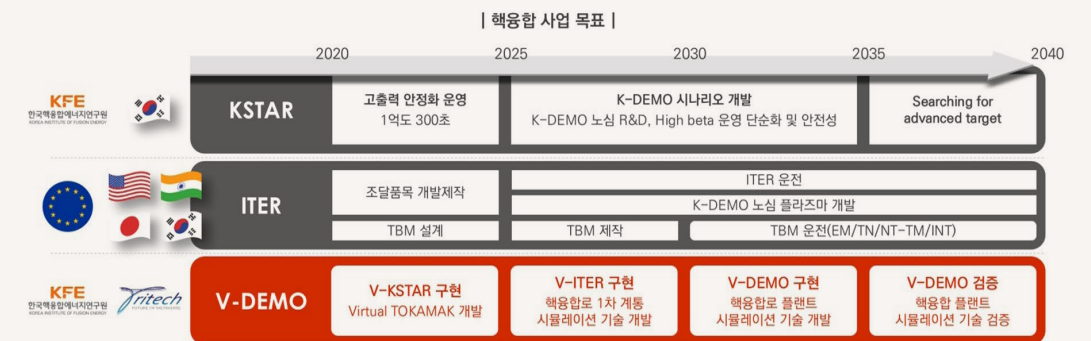 | 핵융합 사업 목표 |
2020
2025
2030
2035
2040
KFE
한국핵융합에너지연구원
KOREA INSTITUTE OF FUSION ENERGY
KSTAR
고출력 안정화 운영
1억도 300초
K-DEMO 시나리오 개발
K-DEMO 노심 R&D, High beta 운영 단순화 및 안전성
Searching for
advanced target
ITER
조달품목 개발제작
TBM 설계
ITER 운전
K-DEMO 노심 플라즈마 개발
TBM 제작
TBM 운전(EM/TN/NT-TM/INT)
KFE
한국핵융합에너지연구원
KOREA INSTITUTE OF FUSION ENERGY
Tritech
V-DEMO
V-KSTAR 구현
Virtual TOKAMAK 개발
V-ITER 구현
핵융합로 1차 계통
시뮬레이션 기술 개발
V-DEMO 구현
핵융합로 플랜트
시뮬레이션 기술 개발
V-DEMO 검증
핵융합 플랜트
시뮬레이션 기술 검증